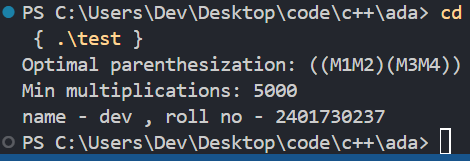 PS C:\Users\Dev\Desktop\code\c++\ada> cd
{ .\test }
Optimal parenthesization: ((M1M2)(M3M4))
Min multiplications: 5000
name - dev , roll no - 2401730237
PS C:\Users\Dev\Desktop\code\c++\ada>